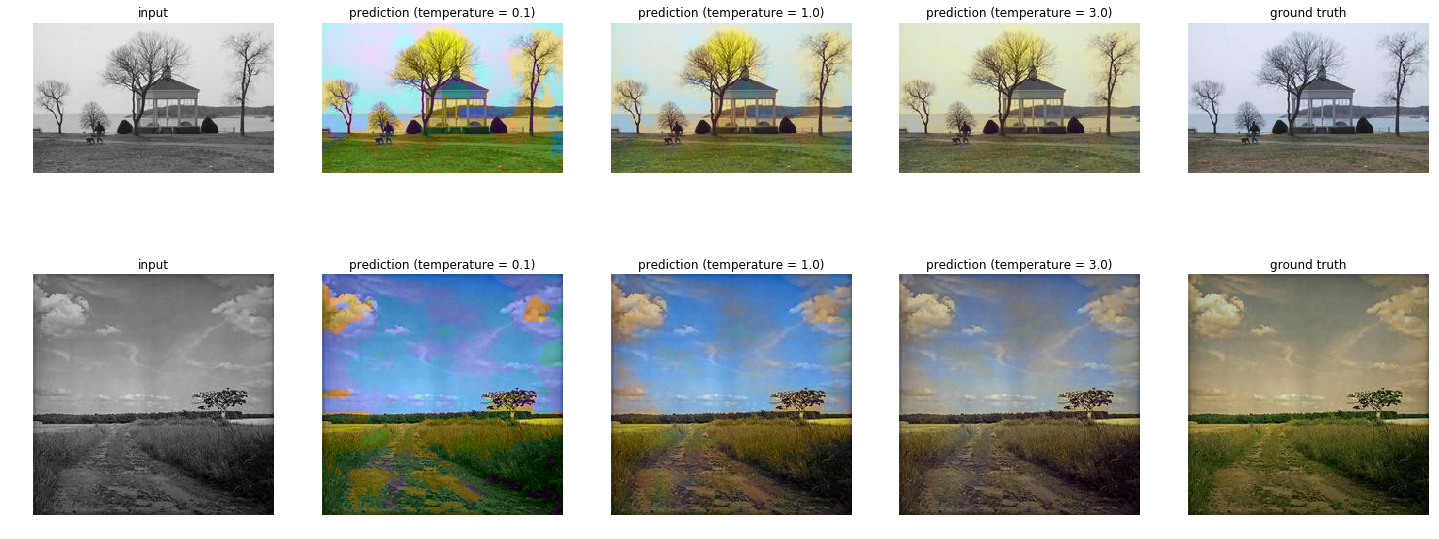 input
prediction (temperature = 0.1)
prediction (temperature = 1.0)
prediction (temperature = 3.0)
ground truth
input
prediction (temperature = 0.1)
prediction (temperature = 1.0)
prediction (temperature = 3.0)
ground truth